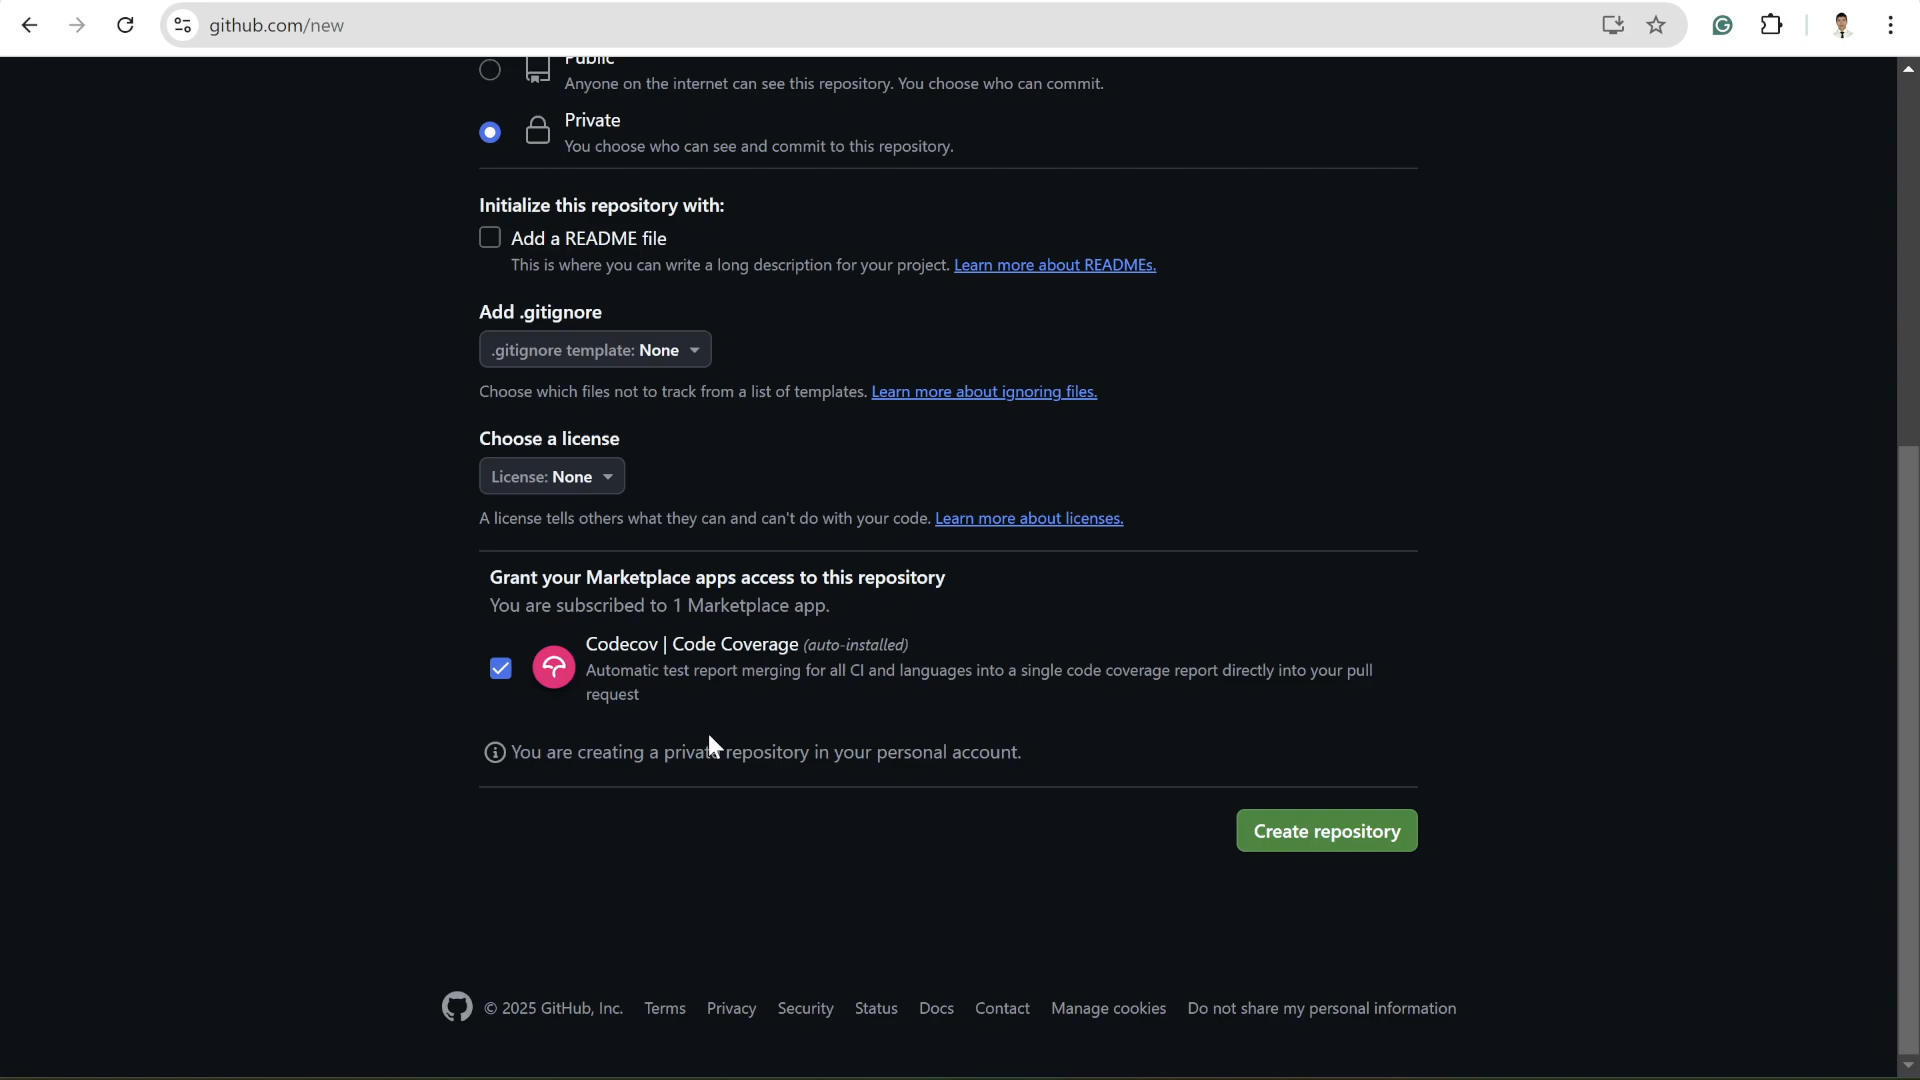 github.com/new
Public
Anyone on the internet can see this repository. You choose who can commit.
Private
You choose who can see and commit to this repository.
Initialize this repository with:
Add a README file
This is where you can write a long description for your project. Learn more about READMEs.
Add .gitignore
.gitignore template: None
Choose which files not to track from a list of templates. Learn more about ignoring files.
Choose a license
License: None
A license tells others what they can and can't do with your code. Learn more about licenses.
Grant your Marketplace apps access to this repository
You are subscribed to 1 Marketplace app.
Codecov | Code Coverage (auto-installed)
Automatic test report merging for all CI and languages into a single code coverage report directly into your pull
request
You are creating a private repository in your personal account.
Create repository
© 2025 GitHub, Inc. Terms Privacy Security Status Docs Contact Manage cookies Do not share my personal information